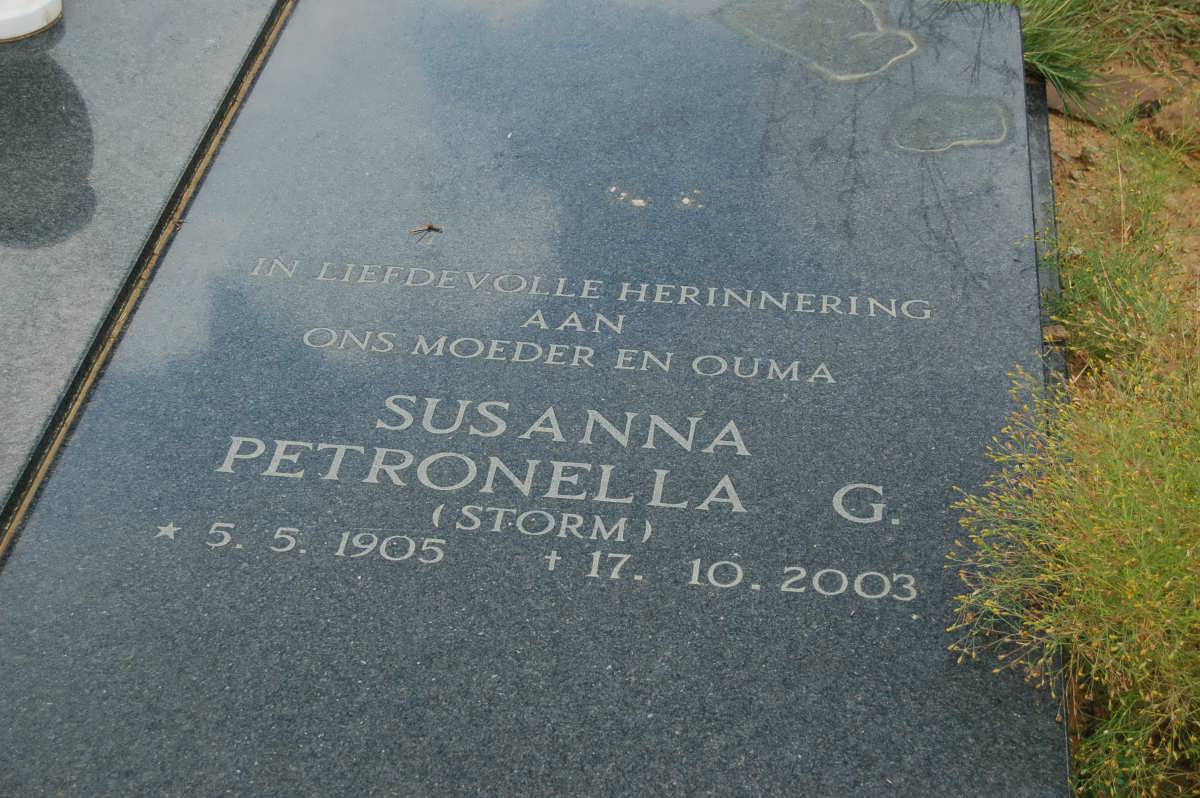 IN LIEFDEVOLLE HERINNERING
AAN
ONS MOEDER EN OUMA
SUSANNA
PETRONELLA G.
(STORM)
★ 5. 5. 1905 ✝ 17. 10. 2003